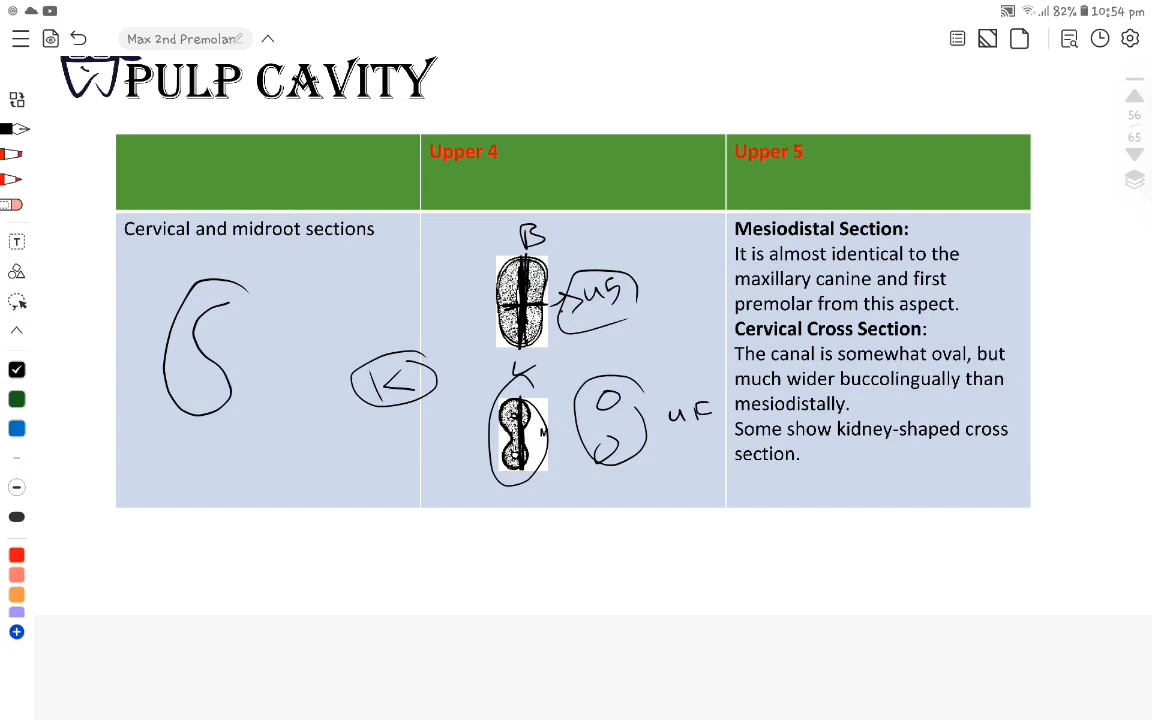 82% 10:54 pm
Max 2nd Premolar
PULP CAVITY
56
65
Upper 4
Upper 5
Cervical and midroot sections
B
U5
K
K
M
UF
Mesiodistal Section:
It is almost identical to the
maxillary canine and first
premolar from this aspect.
Cervical Cross Section:
The canal is somewhat oval, but
much wider buccolingually than
mesiodistally.
Some show kidney-shaped cross
section.
T